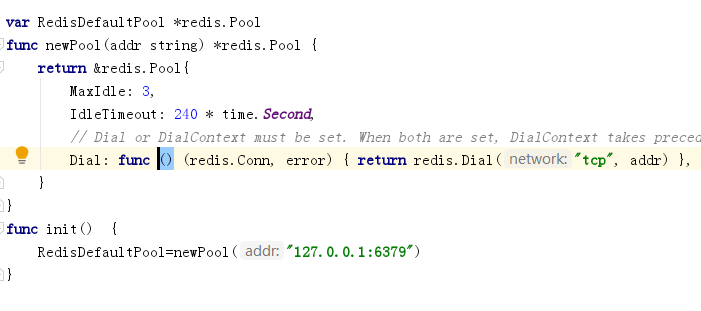 var RedisDefaultPool *redis.Pool
func newPool(addr string) *redis.Pool {
return &redis.Pool{
MaxIdle: 3,
IdleTimeout: 240 * time.Second,
// Dial or DialContext must be set. When both are set, DialContext takes preced
Dial: func () (redis.Conn, error) { return redis.Dial( network: "tcp", addr) },
}
}
func init()  {
RedisDefaultPool=newPool( addr: "127.0.0.1:6379")
}